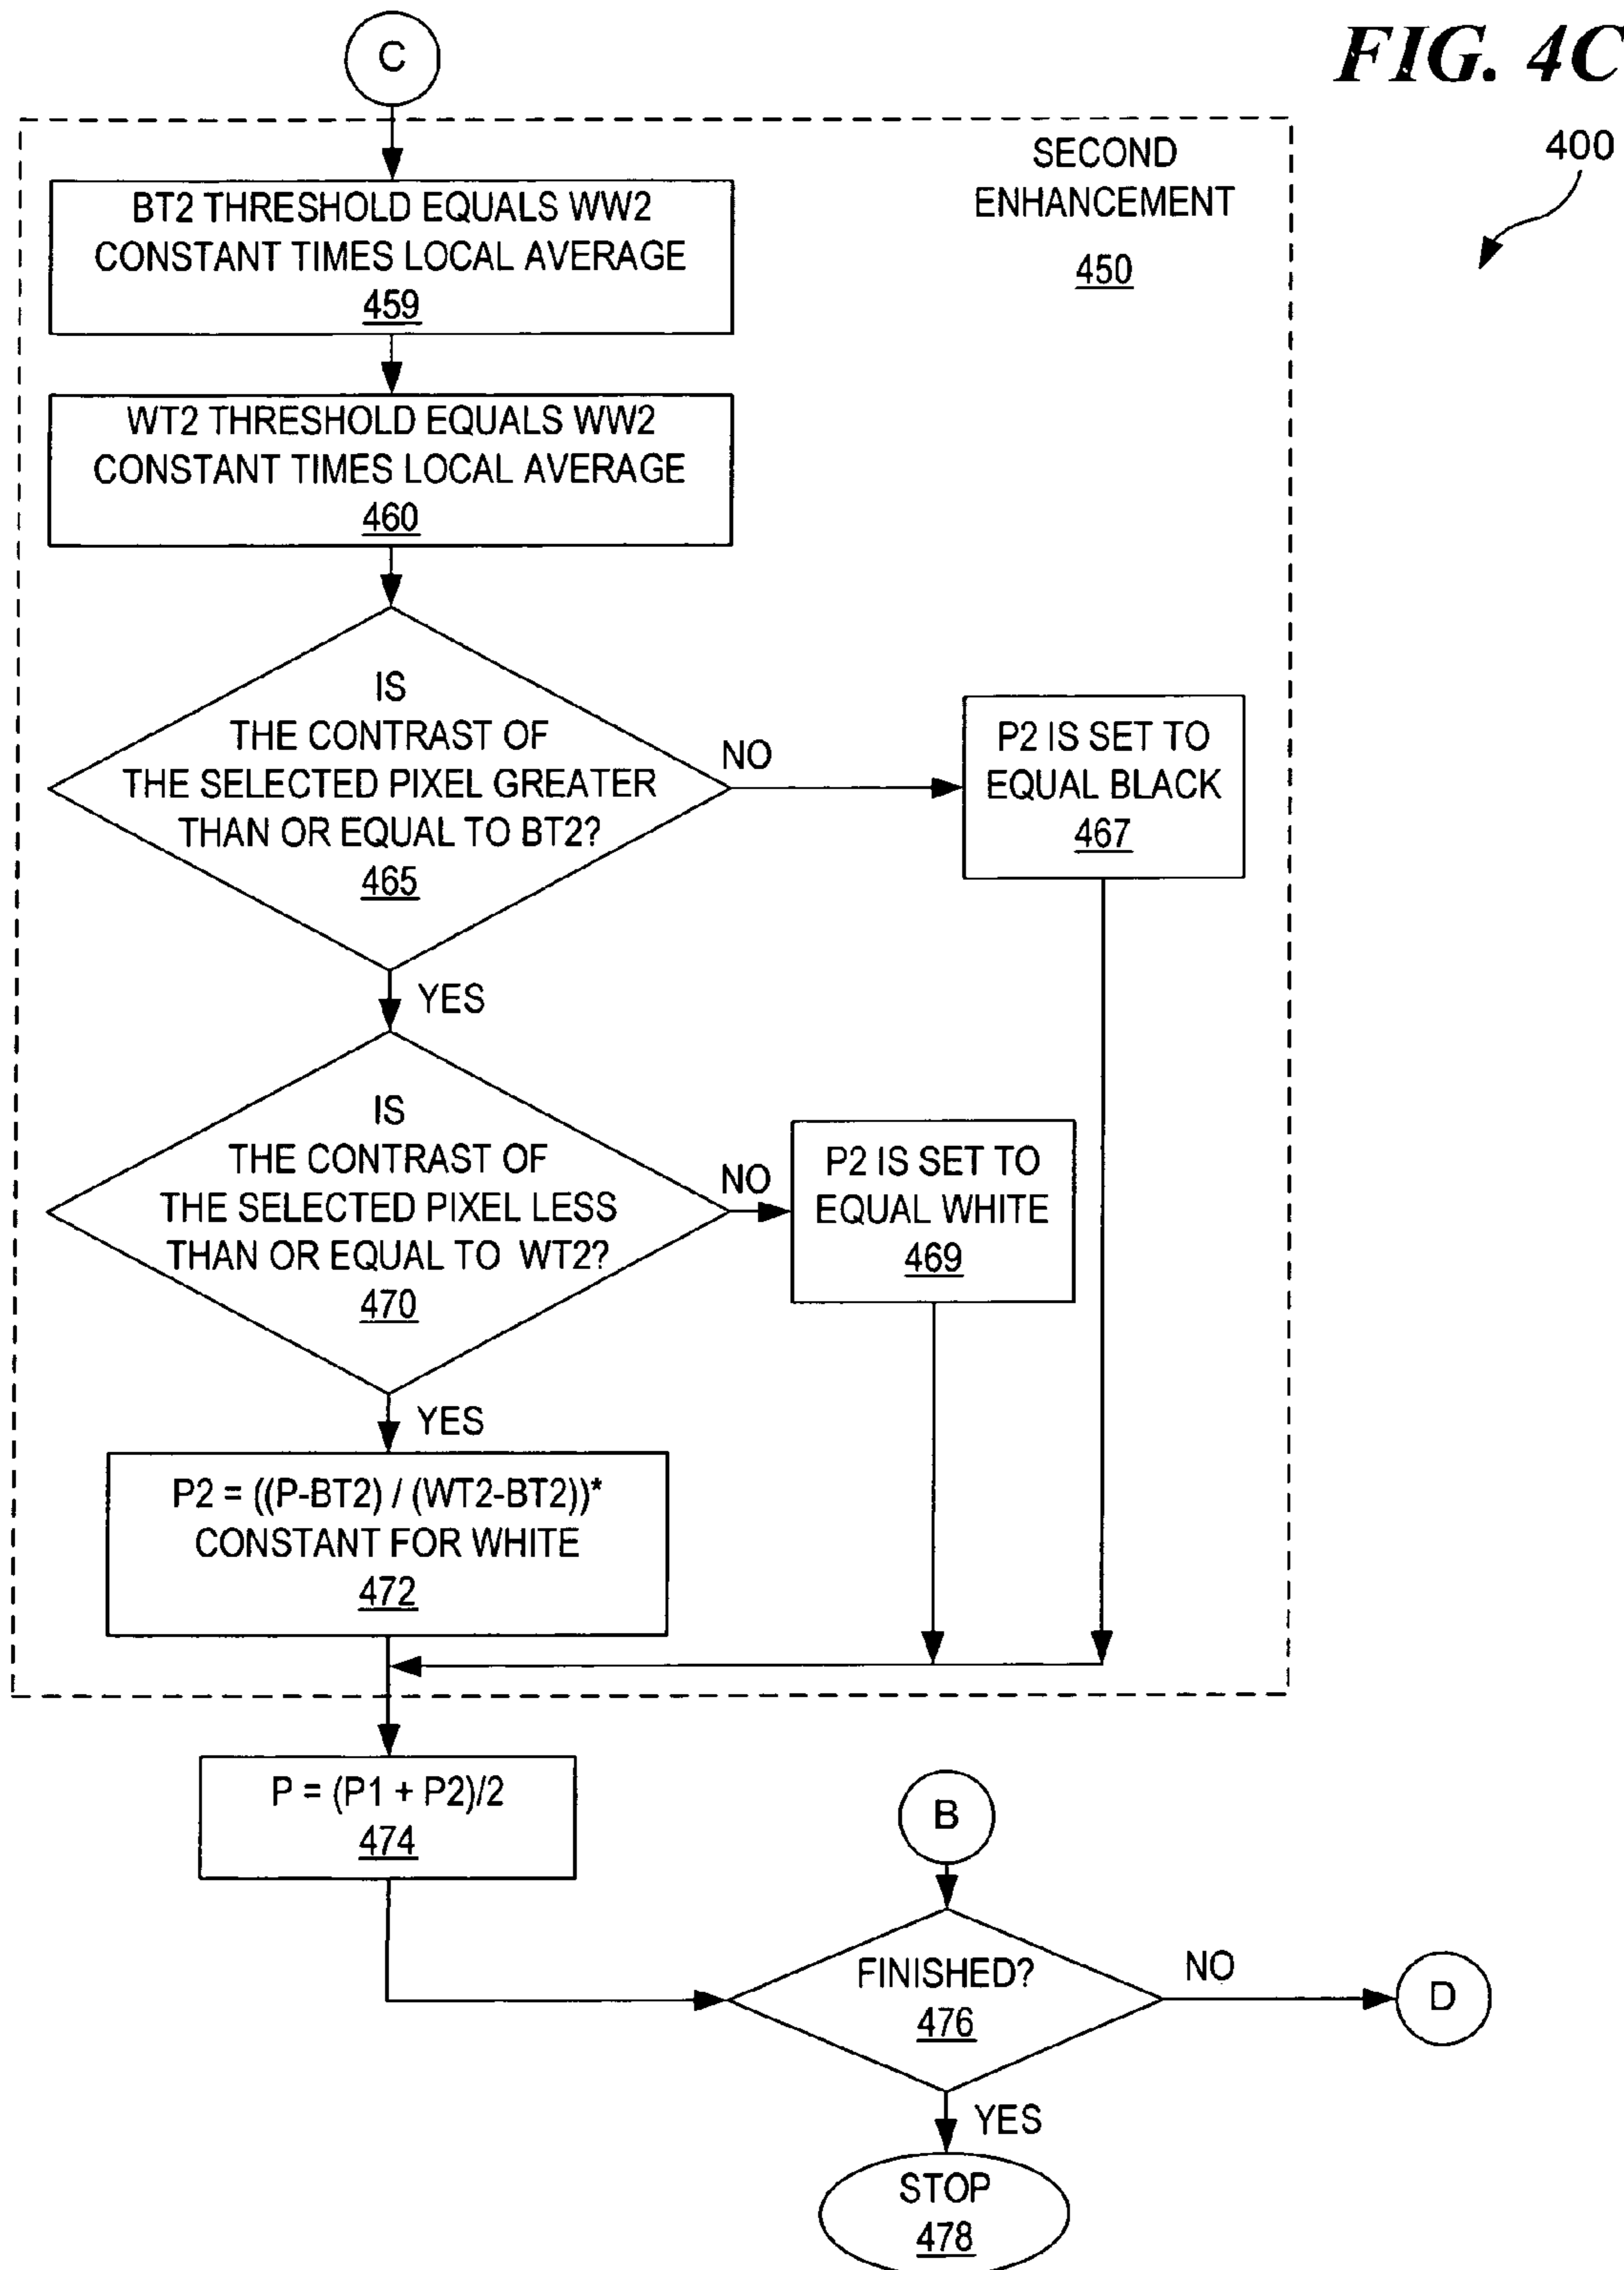 FIG. 4C
400
C
SECOND
ENHANCEMENT
450
BT2 THRESHOLD EQUALS WW2
CONSTANT TIMES LOCAL AVERAGE
459
WT2 THRESHOLD EQUALS WW2
CONSTANT TIMES LOCAL AVERAGE
460
IS
THE CONTRAST OF
THE SELECTED PIXEL GREATER
THAN OR EQUAL TO BT2?
465
NO
P2 IS SET TO
EQUAL BLACK
467
YES
IS
THE CONTRAST OF
THE SELECTED PIXEL LESS
THAN OR EQUAL TO WT2?
470
NO
P2 IS SET TO
EQUAL WHITE
469
YES
P2 = ((P-BT2) / (WT2-BT2))*
CONSTANT FOR WHITE
472
P = (P1 + P2)/2
474
B
FINISHED?
476
NO
D
YES
STOP
478